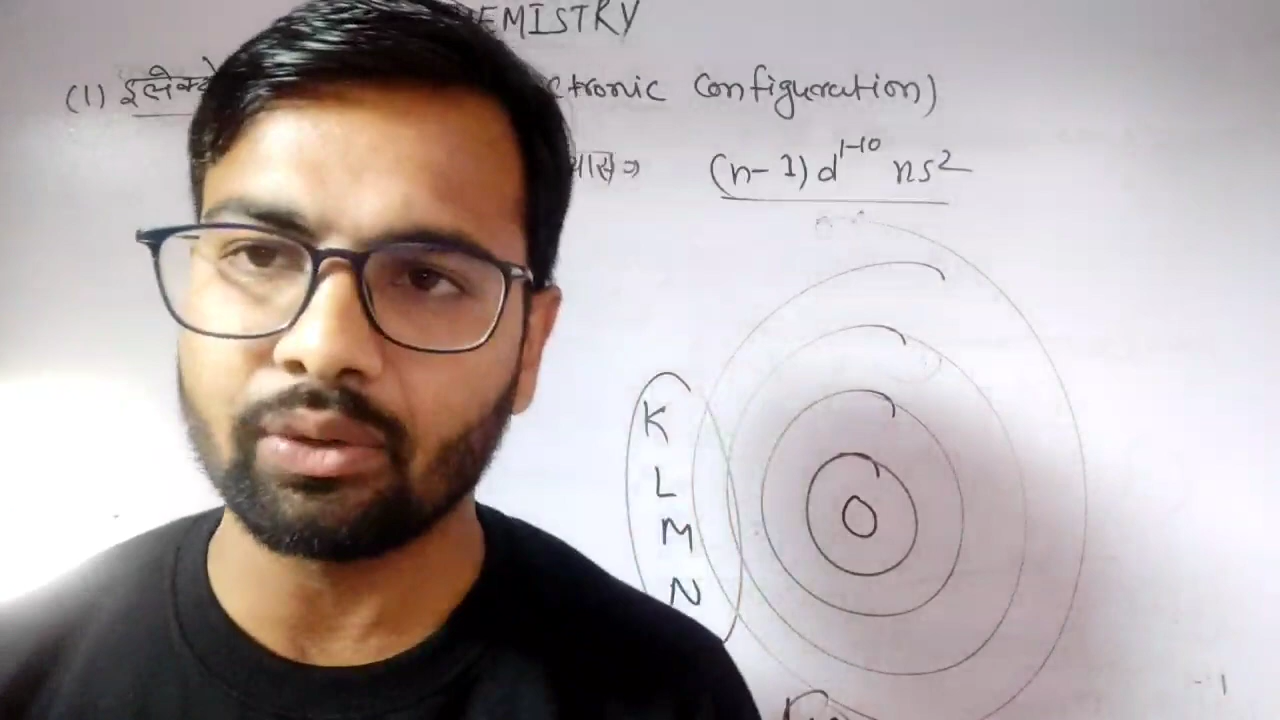 EMISTRY
(1) इलेक्ट्रो ctronic Configuration)
यास⇒ (n-1)d¹⁻¹⁰ ns²
K
L
M
N